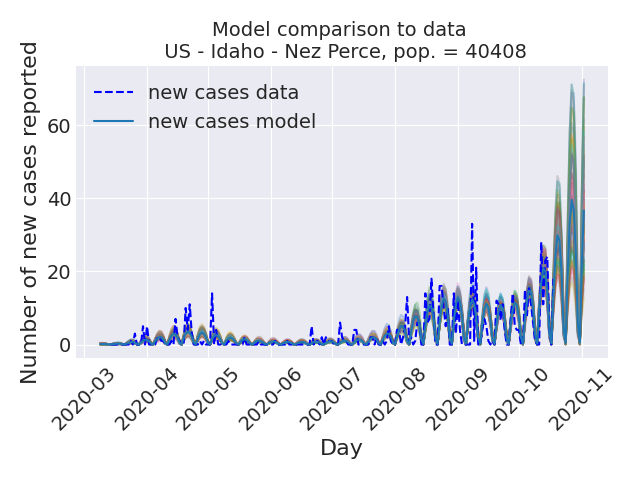 Model comparison to data
US - Idaho - Nez Perce, pop. = 40408
Number of new cases reported
new cases data
new cases model
60
40
20
0
2020-03
2020-04
2020-05
2020-06
2020-07
2020-08
2020-09
2020-10
2020-11
Day